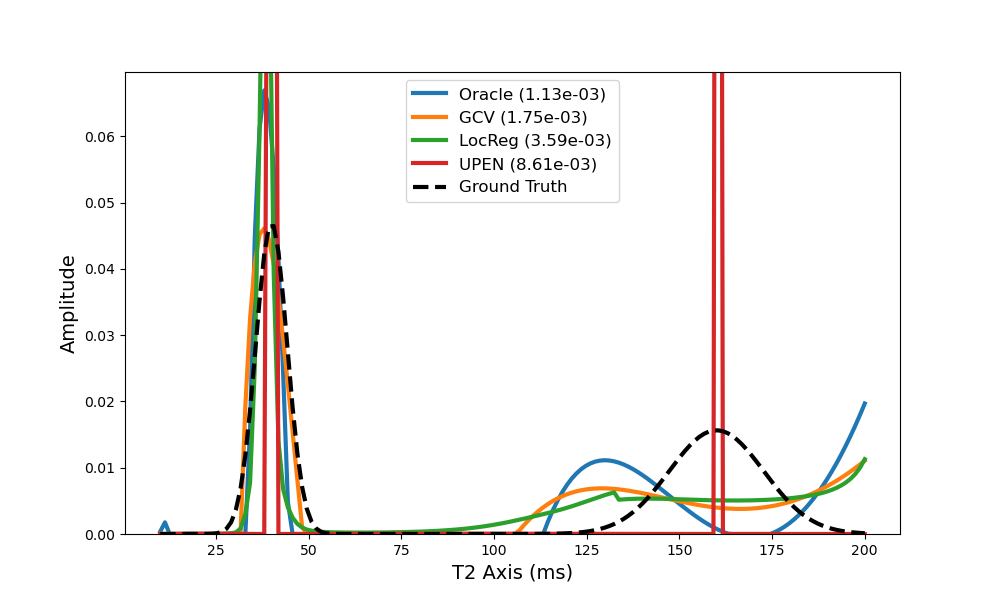 Oracle (1.13e-03)
GCV (1.75e-03)
LocReg (3.59e-03)
UPEN (8.61e-03)
Ground Truth
Amplitude
0.06
0.05
0.04
0.03
0.02
0.01
0.00
25 50 75 100 125 150 175 200
T2 Axis (ms)